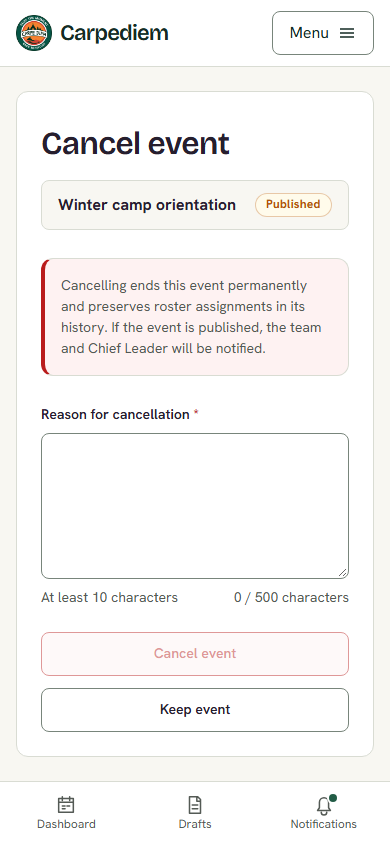 Carpediem
Menu
Cancel event
Winter camp orientation
Published
Cancelling ends this event permanently
and preserves roster assignments in its
history. If the event is published, the team
and Chief Leader will be notified.
Reason for cancellation *
At least 10 characters
0 / 500 characters
Cancel event
Keep event
Dashboard
Drafts
Notifications